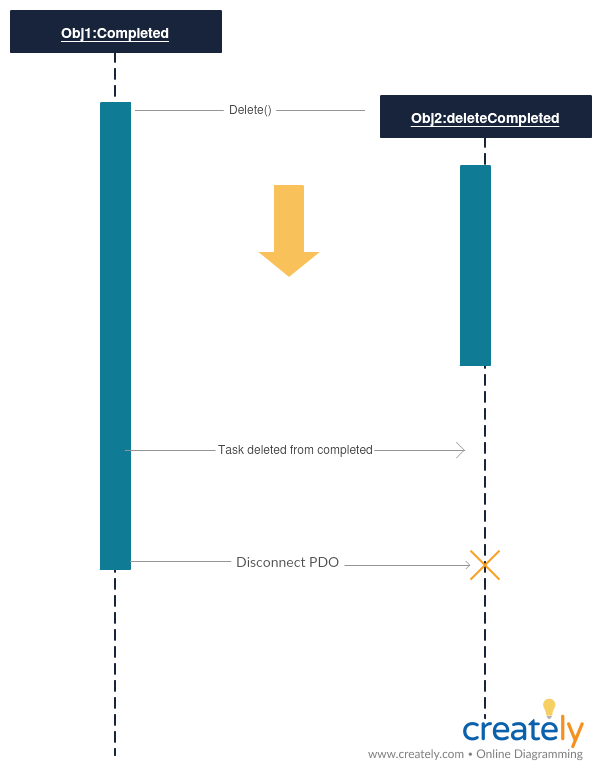 Obj1:Completed
Delete()
Obj2:deleteCompleted
Task deleted from completed
Disconnect PDO
creately
www.creately.com • Online Diagramming